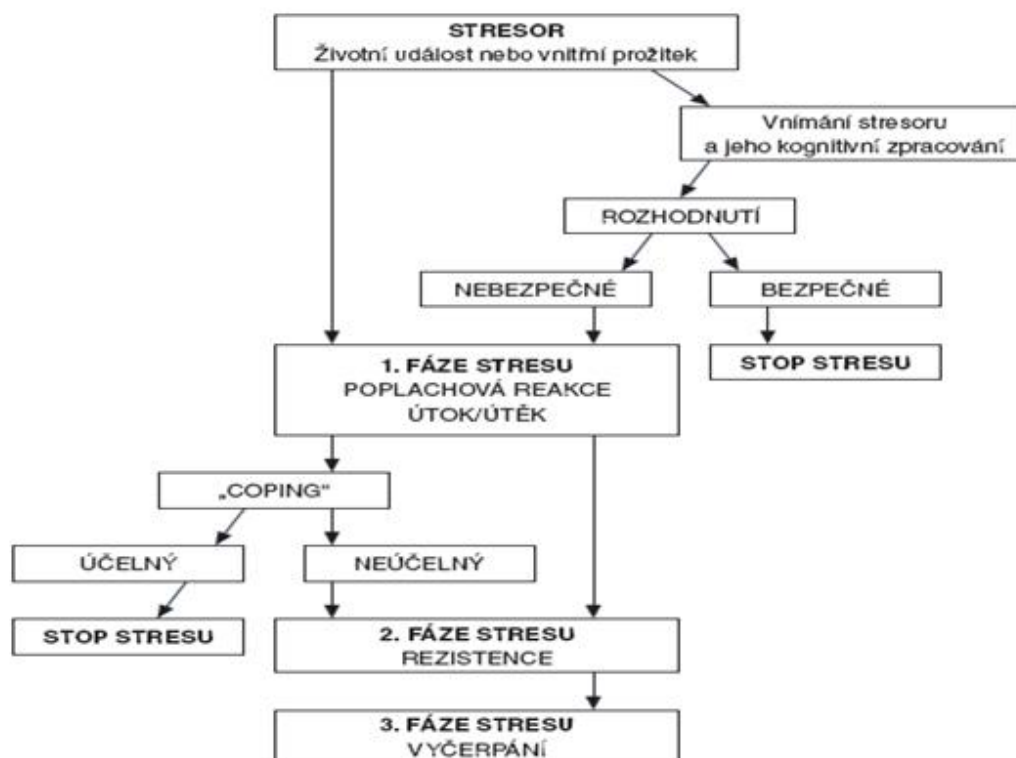 STRESOR
Životní událost nebo vnitřní prožitek
Vnímání stresoru
a jeho kognitivní zpracování
ROZHODNUTÍ
NEBEZPEČNÉ
BEZPEČNÉ
1. FÁZE STRESU
POPLACHOVÁ REAKCE
ÚTOK/ÚTĚK
STOP STRESU
„COPING“
ÚČELNÝ
NEÚČELNÝ
STOP STRESU
2. FÁZE STRESU
REZISTENCE
3. FÁZE STRESU
VYČERPÁNÍ